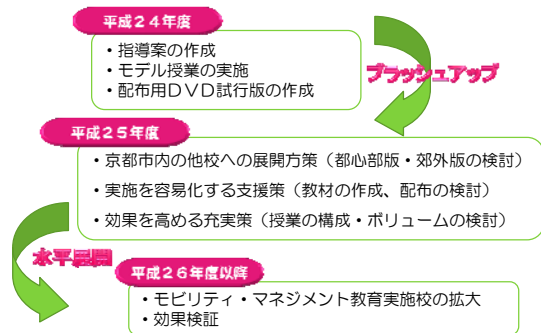 平成24年度
・指導案の作成
・モデル授業の実施
・配布用DVD試行版の作成
ブラッシュアップ
平成25年度
・京都市内の他校への展開方策（都心部版・郊外版の検討）
・実施を容易化する支援策（教材の作成、配布の検討）
・効果を高める充実策（授業の構成・ボリュームの検討）
水平展開
平成26年度以降
・モビリティ・マネジメント教育実施校の拡大
・効果検証